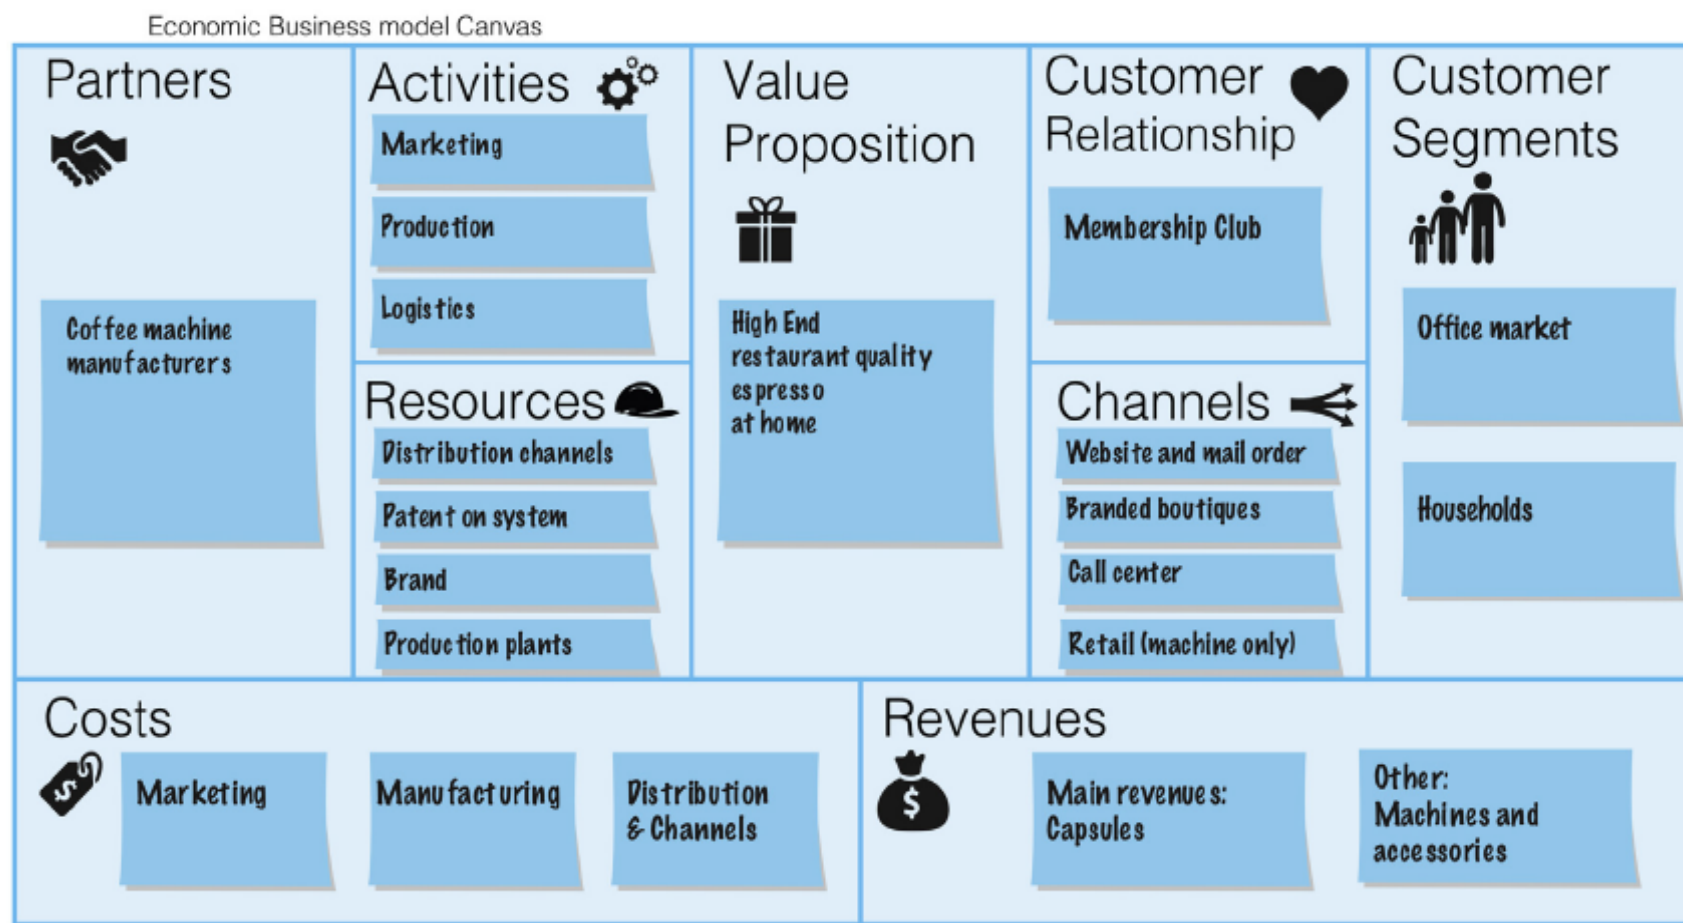 Economic Business model Canvas
Partners
Coffee machine
manufacturers
Activities
Marketing
Production
Logistics
Resources
Distribution channels
Patent on system
Brand
Production plants
Value
Proposition
High End
restaurant quality
espresso
at home
Customer
Relationship
Membership Club
Channels
Website and mail order
Branded boutiques
Call center
Retail (machine only)
Customer
Segments
Office market
Households
Costs
$
Marketing
Manufacturing
Distribution
& Channels
Revenues
$
Main revenues:
Capsules
Other:
Machines and
accessories